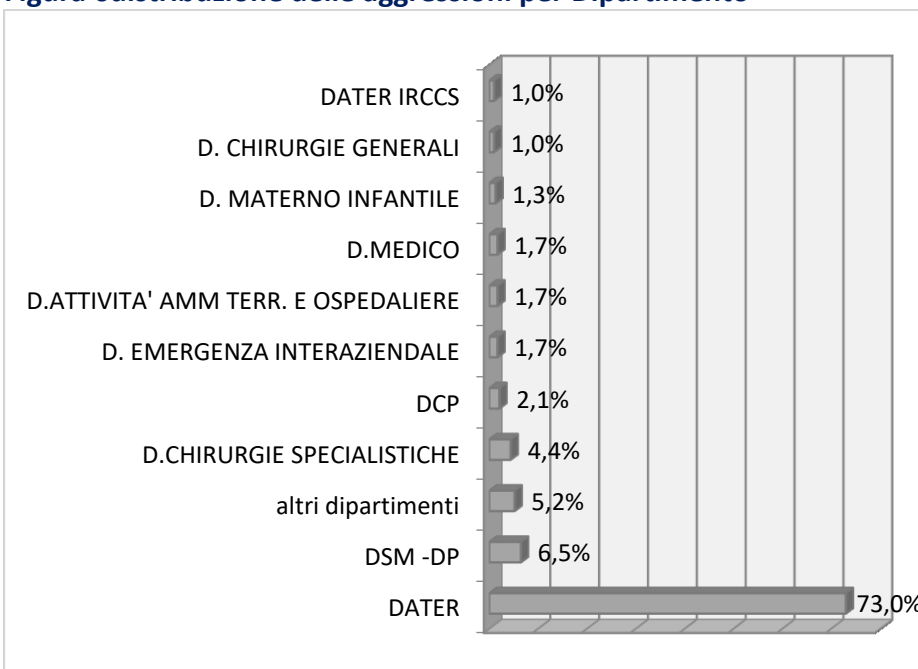 delle aggressioni per Dipartimento
DATER IRCCS 1,0%
D. CHIRURGIE GENERALI 1,0%
D. MATERNO INFANTILE 1,3%
D.MEDICO 1,7%
D.ATTIVITA' AMM TERR. E OSPEDALIERE 1,7%
D. EMERGENZA INTERAZIENDALE 1,7%
DCP 2,1%
D.CHIRURGIE SPECIALISTICHE 4,4%
altri dipartimenti 5,2%
DSM -DP 6,5%
DATER 73,0%